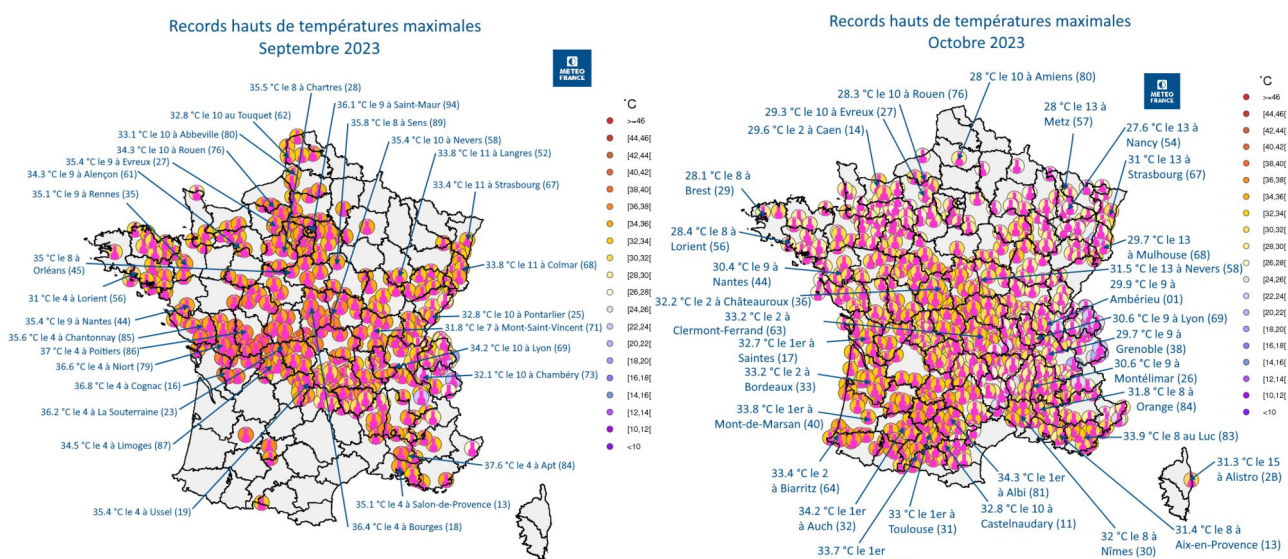 Records hauts de températures maximales
Septembre 2023
METEO
FRANCE
35.5 °C le 8 à Chartres (28)
32.8 °C le 10 au Touquet (62)
36.1 °C le 9 à Saint-Maur (94)
33.1 °C le 10 à Abbeville (80)
35.8 °C le 8 à Sens (89)
34.3 °C le 10 à Rouen (76)
35.4 °C le 10 à Nevers (58)
35.4 °C le 9 à Evreux (27)
33.8 °C le 11 à Langres (52)
34.3 °C le 9 à Alençon (61)
33.4 °C le 11 à Strasbourg (67)
35.1 °C le 9 à Rennes (35)
35 °C le 8 à
Orléans (45)
33.8 °C le 11 à Colmar (68)
31 °C le 4 à Lorient (56)
35.4 °C le 9 à Nantes (44)
32.8 °C le 10 à Pontarlier (25)
35.6 °C le 4 à Chantonnay (85)
31.8 °C le 7 à Mont-Saint-Vincent (71)
37 °C le 4 à Poitiers (86)
34.2 °C le 10 à Lyon (69)
36.6 °C le 4 à Niort (79)
32.1 °C le 10 à Chambéry (73)
36.8 °C le 4 à Cognac (16)
36.2 °C le 4 à La Souterraine (23)
34.5 °C le 4 à Limoges (87)
37.6 °C le 4 à Apt (84)
35.1 °C le 4 à Salon-de-Provence (13)
35.4 °C le 4 à Ussel (19)
36.4 °C le 4 à Bourges (18)
°C
>=46
[44,46[
[42,44[
[40,42[
[38,40[
[36,38[
[34,36[
[32,34[
[30,32[
[28,30[
[26,28[
[24,26[
[22,24[
[20,22[
[18,20[
[16,18[
[14,16[
[12,14[
[10,12[
<10
Records hauts de températures maximales
Octobre 2023
METEO
FRANCE
28 °C le 10 à Amiens (80)
28.3 °C le 10 à Rouen (76)
29.3 °C le 10 à Evreux (27)
28 °C le 13 à
Metz (57)
29.6 °C le 2 à Caen (14)
27.6 °C le 13 à
Nancy (54)
28.1 °C le 8 à
Brest (29)
31 °C le 13 à
Strasbourg (67)
28.4 °C le 8 à
Lorient (56)
29.7 °C le 13
à Mulhouse (68)
30.4 °C le 9 à
Nantes (44)
31.5 °C le 13 à Nevers (58)
29.9 °C le 9 à
Ambérieu (01)
32.2 °C le 2 à Châteauroux (36)
30.6 °C le 9 à Lyon (69)
33.2 °C le 2 à
Clermont-Ferrand (63)
29.7 °C le 9 à
Grenoble (38)
32.7 °C le 1er à
Saintes (17)
30.6 °C le 9 à
Montélimar (26)
33.2 °C le 2 à
Bordeaux (33)
31.8 °C le 8 à
Orange (84)
33.8 °C le 1er à
Mont-de-Marsan (40)
33.9 °C le 8 au Luc (83)
31.3 °C le 15
à Alistro (2B)
33.4 °C le 2
à Biarritz (64)
34.3 °C le 1er à
Albi (81)
34.2 °C le 1er
à Auch (32)
33 °C le 1er à
Toulouse (31)
32.8 °C le 10 à
Castelnaudary (11)
31.4 °C le 8 à
Aix-en-Provence (13)
32 °C le 8 à
Nîmes (30)
33.7 °C le 1er
°C
>=46
[44,46[
[42,44[
[40,42[
[38,40[
[36,38[
[34,36[
[32,34[
[30,32[
[28,30[
[26,28[
[24,26[
[22,24[
[20,22[
[18,20[
[16,18[
[14,16[
[12,14[
[10,12[
<10